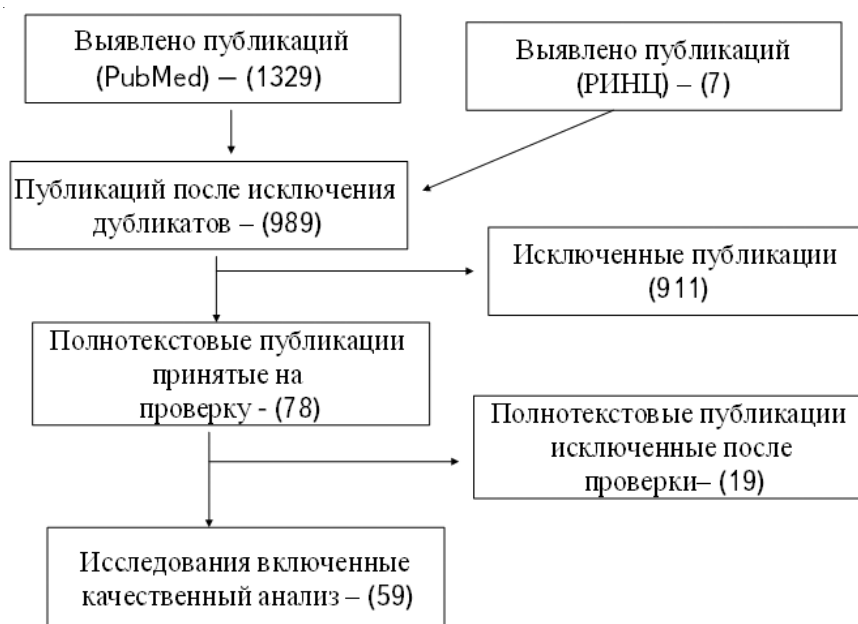 Выявлено публикаций
(PubMed) – (1329)
Выявлено публикаций
(РИНЦ) – (7)
Публикаций после исключения
дубликатов – (989)
Исключенные публикации
(911)
Полнотекстовые публикации
принятые на
проверку - (78)
Полнотекстовые публикации
исключенные после
проверки– (19)
Исследования включенные
качественный анализ – (59)